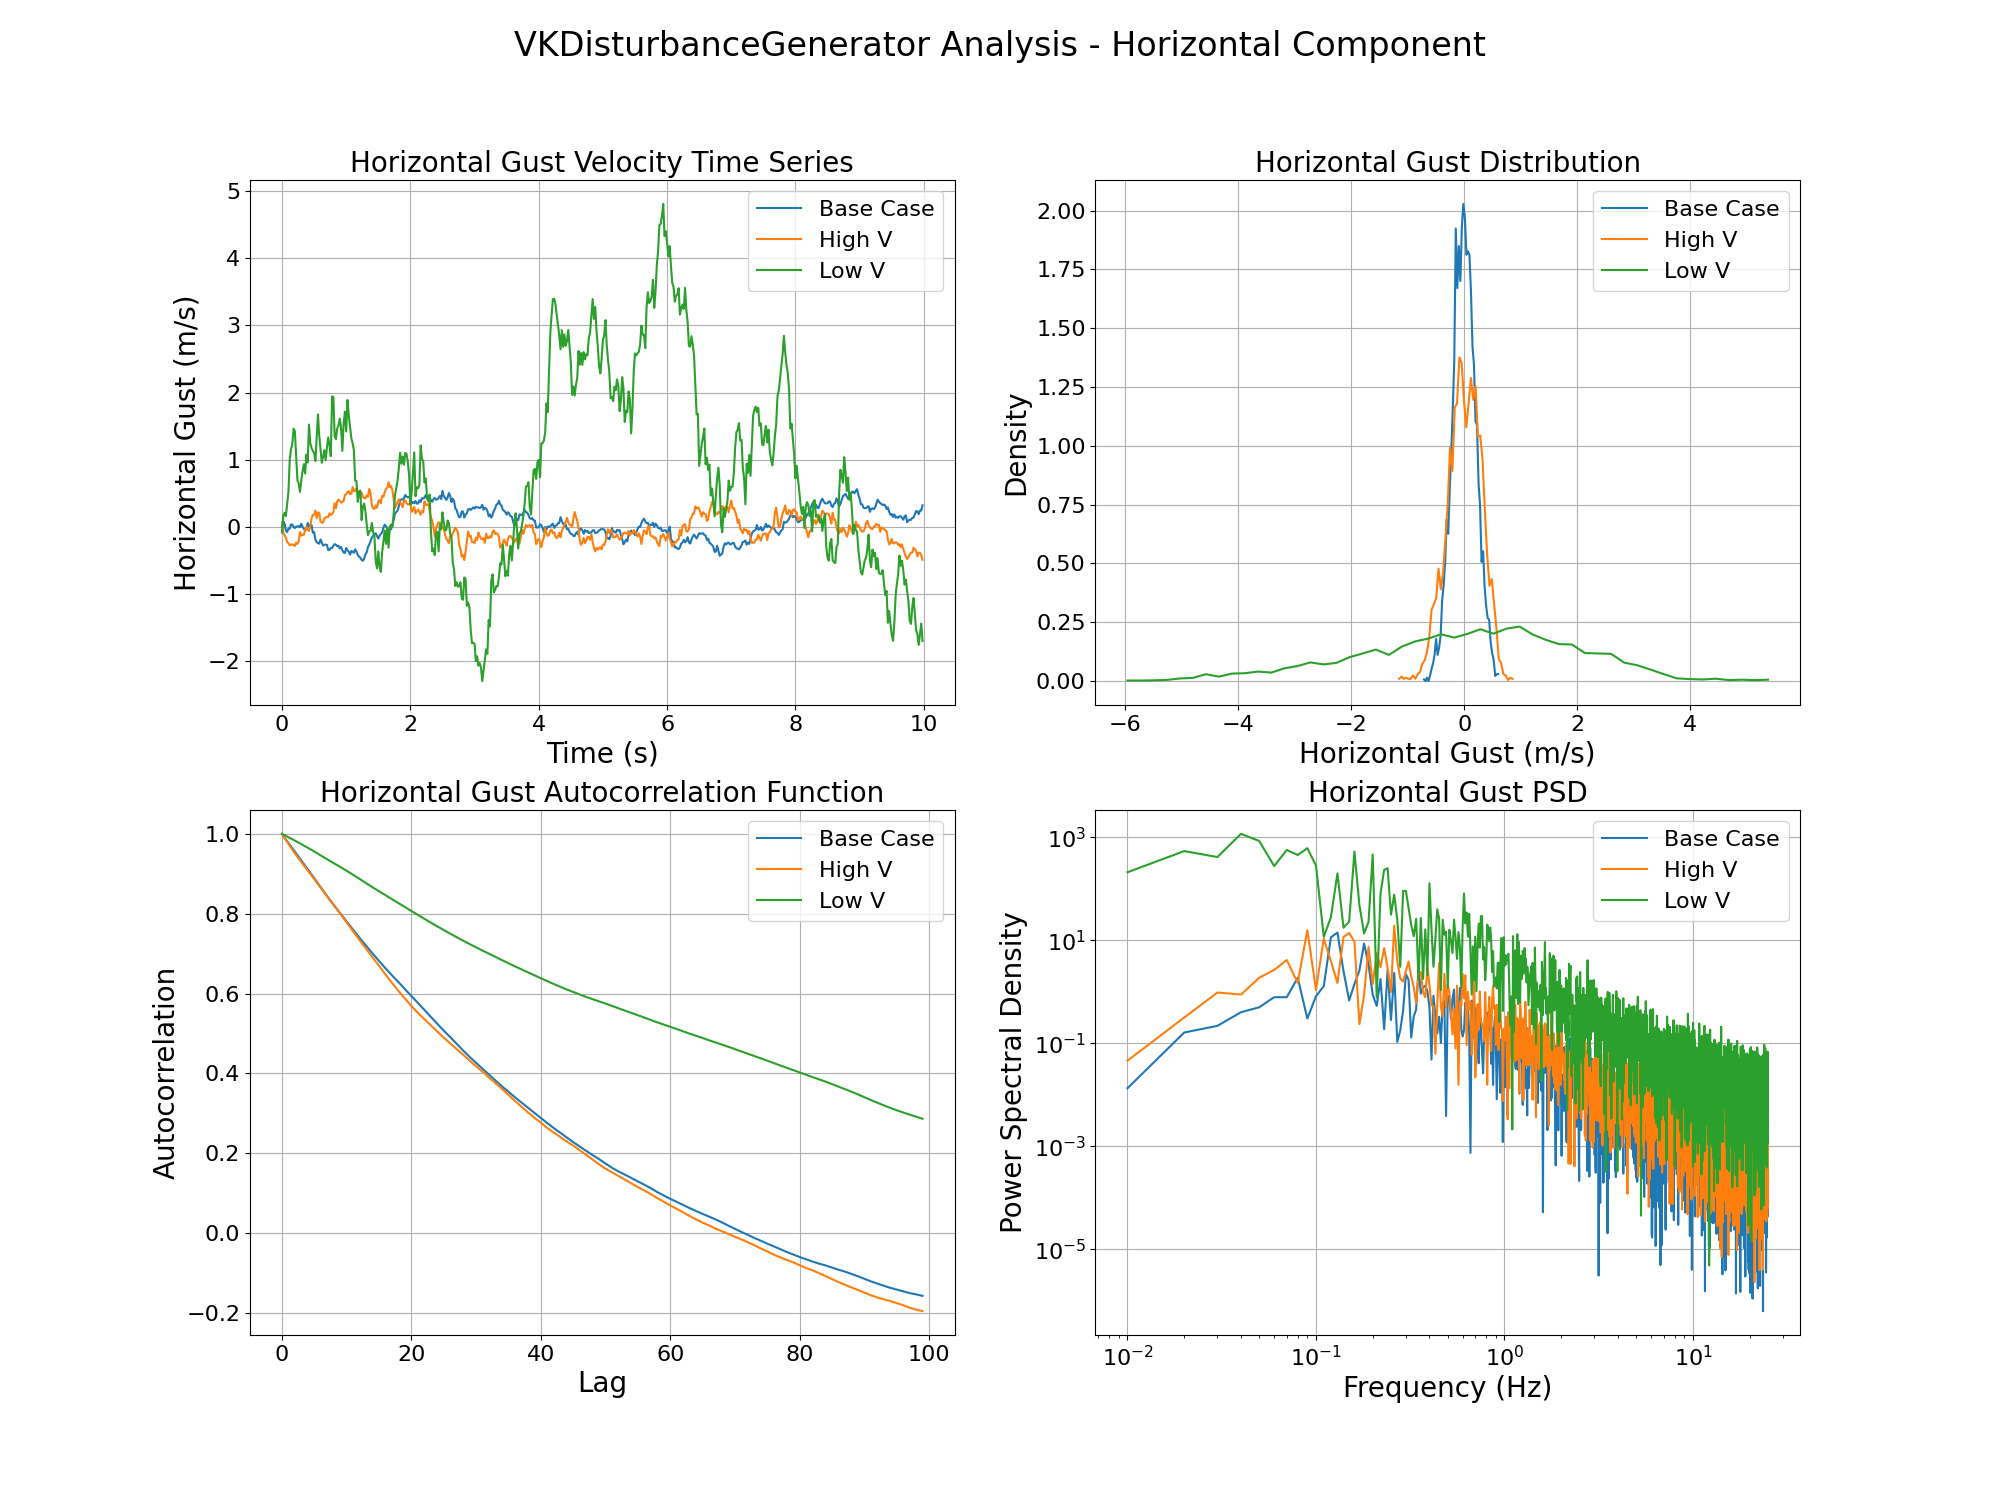 VKDisturbanceGenerator Analysis - Horizontal Component
Horizontal Gust Velocity Time Series
Horizontal Gust (m/s)
5
4
3
2
1
0
−1
−2
0 2 4 6 8 10
Time (s)
Base Case
High V
Low V
Horizontal Gust Distribution
Density
2.00
1.75
1.50
1.25
1.00
0.75
0.50
0.25
0.00
−6 −4 −2 0 2 4
Horizontal Gust (m/s)
Base Case
High V
Low V
Horizontal Gust Autocorrelation Function
Autocorrelation
1.0
0.8
0.6
0.4
0.2
0.0
−0.2
0 20 40 60 80 100
Lag
Base Case
High V
Low V
Horizontal Gust PSD
Power Spectral Density
10³
10¹
10⁻¹
10⁻³
10⁻⁵
10⁻² 10⁻¹ 10⁰ 10¹
Frequency (Hz)
Base Case
High V
Low V